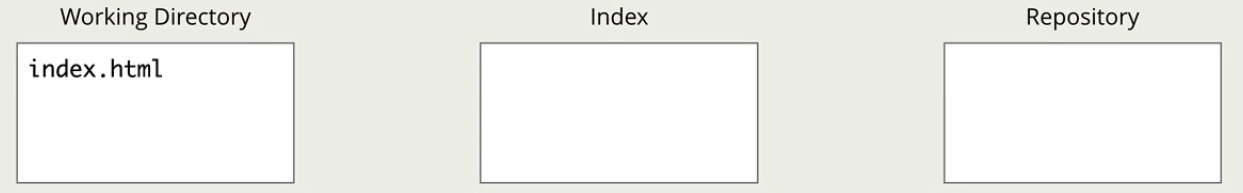 Working Directory
Index
Repository
index.html